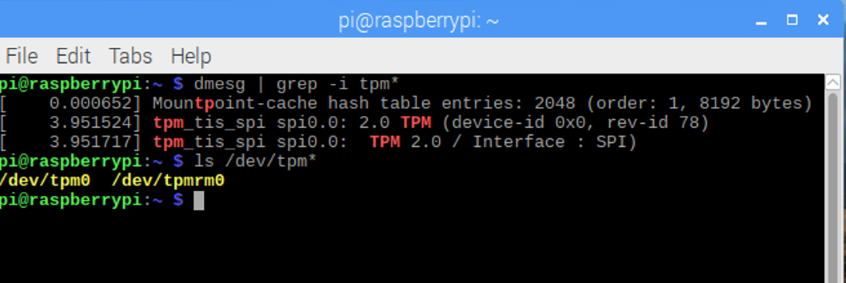 pi@raspberrypi: ~
File Edit Tabs Help
pi@raspberrypi:~ $ dmesg | grep -i tpm*
[    0.000652] Mountpoint-cache hash table entries: 2048 (order: 1, 8192 bytes)
[    3.951524] tpm_tis_spi spi0.0: 2.0 TPM (device-id 0x0, rev-id 78)
[    3.951717] tpm_tis_spi spi0.0:  TPM 2.0 / Interface : SPI)
pi@raspberrypi:~ $ ls /dev/tpm*
/dev/tpm0  /dev/tpmrm0
pi@raspberrypi:~ $